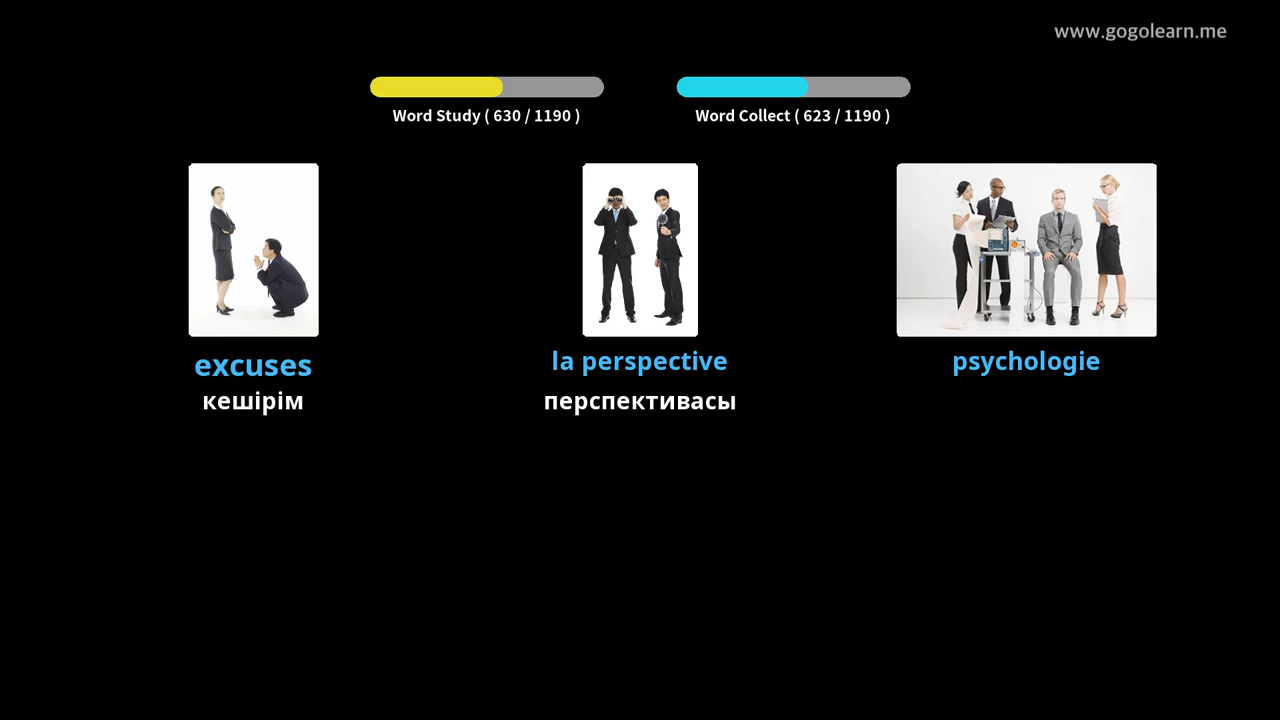 www.gogolearn.me
Word Study ( 630 / 1190 )
Word Collect ( 623 / 1190 )
excuses
кешірім
la perspective
перспективасы
psychologie